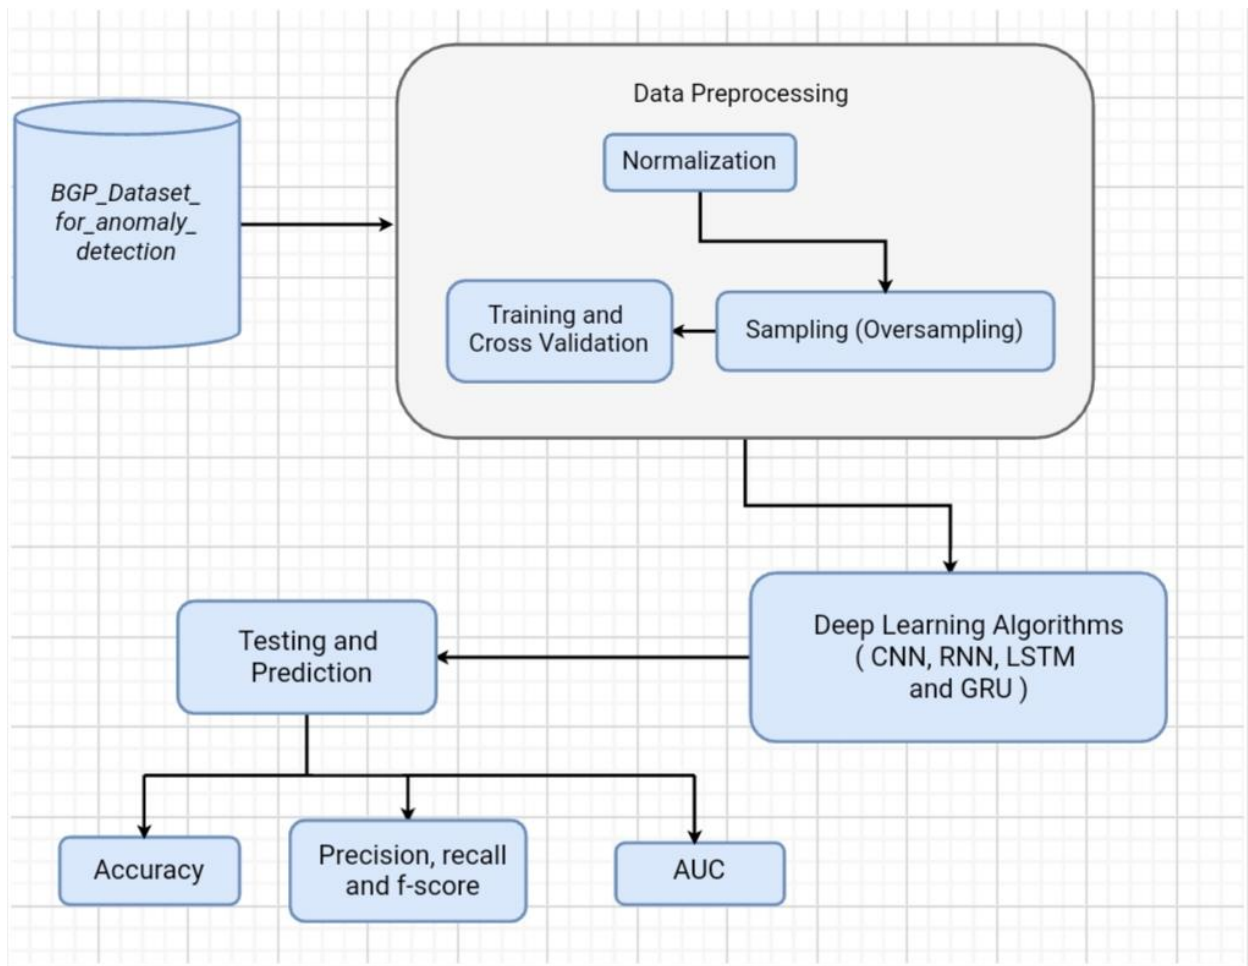 Data Preprocessing
Normalization
BGP_Dataset_
for_anomaly_
detection
Training and
Cross Validation
Sampling (Oversampling)
Deep Learning Algorithms
( CNN, RNN, LSTM
and GRU )
Testing and
Prediction
Accuracy
Precision, recall
and f-score
AUC